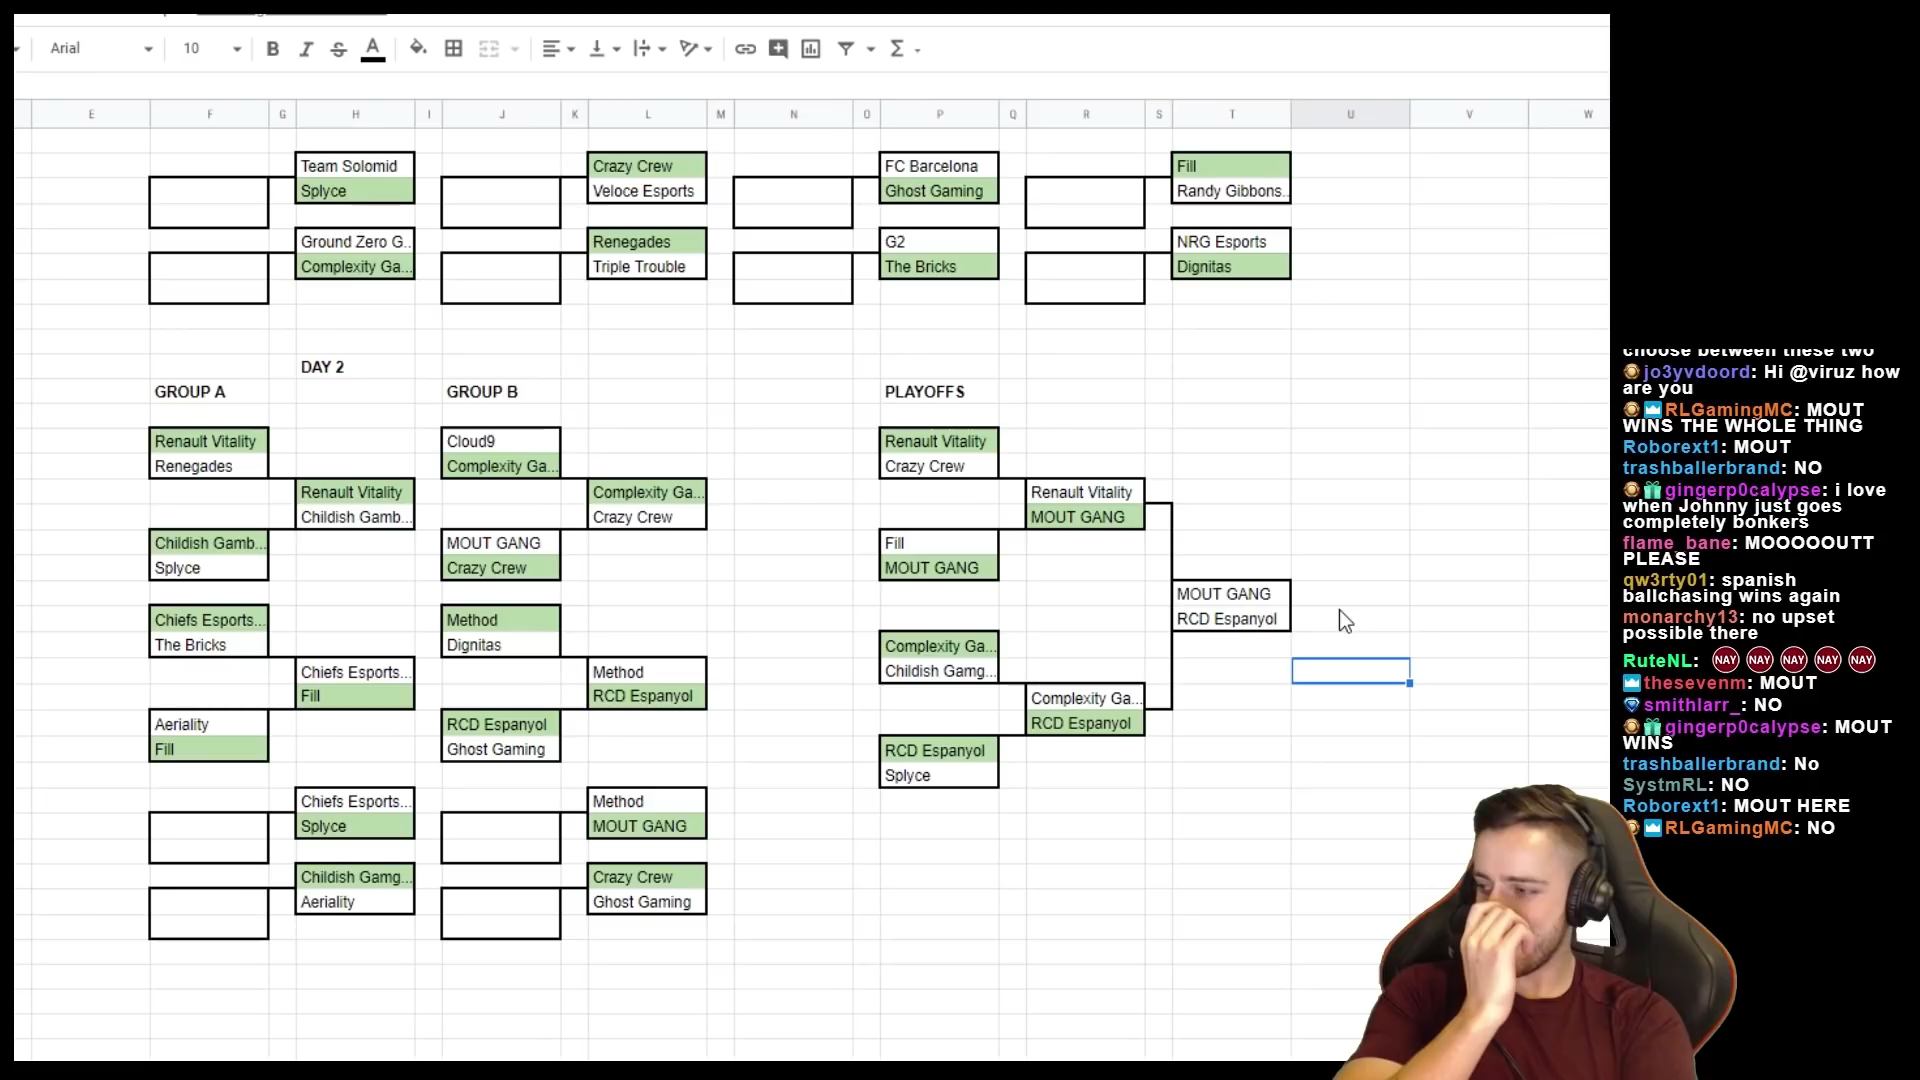 Arial 10 B I S A Σ
E F G H I J K L M N O P Q R S T U V W
Team Solomid
Splyce
Crazy Crew
Veloce Esports
FC Barcelona
Ghost Gaming
Fill
Randy Gibbons..
Ground Zero G..
Complexity Ga...
Renegades
Triple Trouble
G2
The Bricks
NRG Esports
Dignitas
DAY 2
GROUP A
GROUP B
PLAYOFFS
Renault Vitality
Renegades
Renault Vitality
Childish Gamb...
Childish Gamb...
Splyce
Chiefs Esports...
The Bricks
Chiefs Esports...
Fill
Aeriality
Fill
Chiefs Esports...
Splyce
Childish Gamg...
Aeriality
Cloud9
Complexity Ga...
Complexity Ga...
Crazy Crew
MOUT GANG
Crazy Crew
Method
Dignitas
Method
RCD Espanyol
RCD Espanyol
Ghost Gaming
Method
MOUT GANG
Crazy Crew
Ghost Gaming
Renault Vitality
Crazy Crew
Renault Vitality
MOUT GANG
Fill
MOUT GANG
MOUT GANG
RCD Espanyol
Complexity Ga...
Childish Gamg...
Complexity Ga...
RCD Espanyol
RCD Espanyol
Splyce
choose between these two
jo3yvdoord: Hi @viruz how
are you
RLGamingMC: MOUT
WINS THE WHOLE THING
Roborext1: MOUT
trashballerbrand: NO
gingerp0calypse: i love
when Johnny just goes
completely bonkers
flame_bane: MOOOOOUTT
PLEASE
qw3rty01: spanish
ballchasing wins again
monarchy13: no upset
possible there
RuteNL: NAY NAY NAY NAY NAY
thesevenm: MOUT
smithlarr_: NO
gingerp0calypse: MOUT
WINS
trashballerbrand: No
SystmRL: NO
Roborext1: MOUT HERE
RLGamingMC: NO